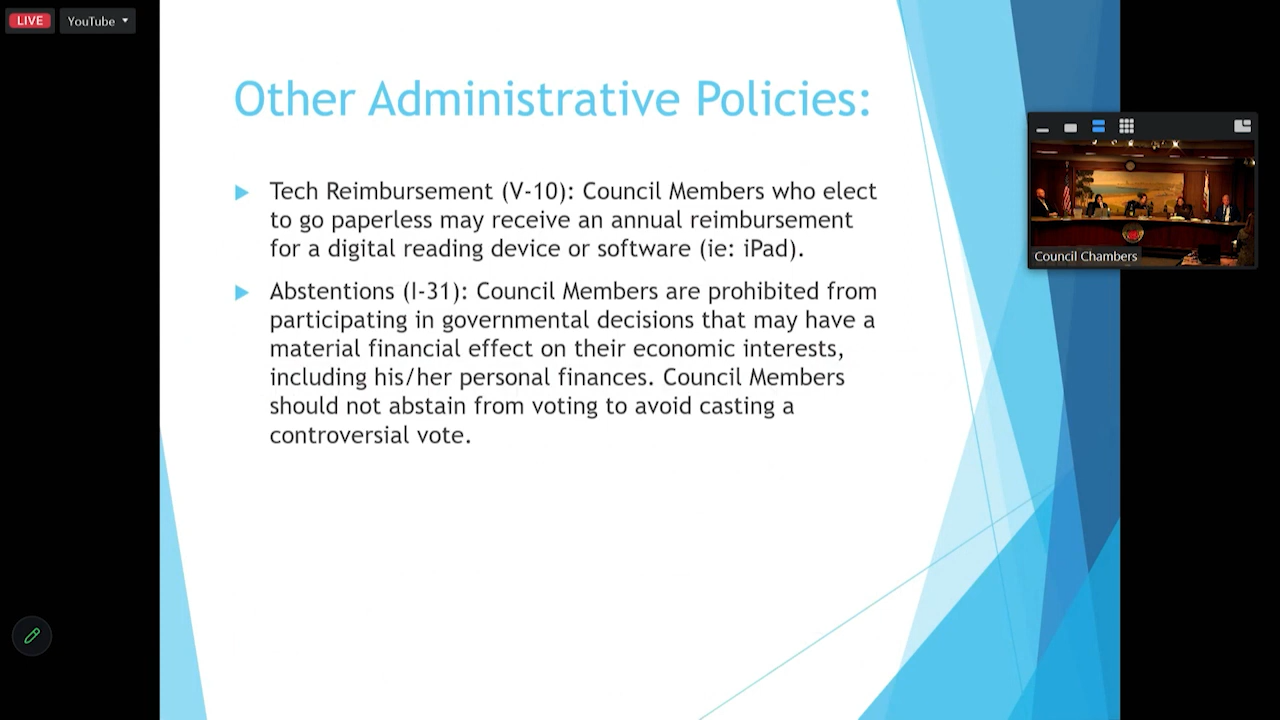 LIVE
YouTube
Other Administrative Policies:
Tech Reimbursement (V-10): Council Members who elect
to go paperless may receive an annual reimbursement
for a digital reading device or software (ie: iPad).
Abstentions (I-31): Council Members are prohibited from
participating in governmental decisions that may have a
material financial effect on their economic interests,
including his/her personal finances. Council Members
should not abstain from voting to avoid casting a
controversial vote.
Council Chambers